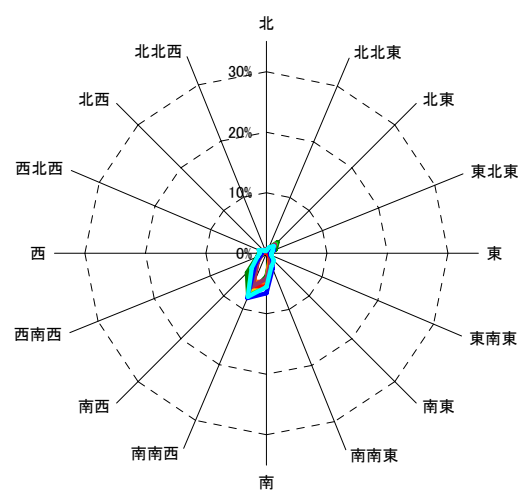 北
北北西
北北東
30%
北西
北東
20%
西北西
東北東
10%
西
0%
東
西南西
東南東
南西
南東
南南西
南南東
南